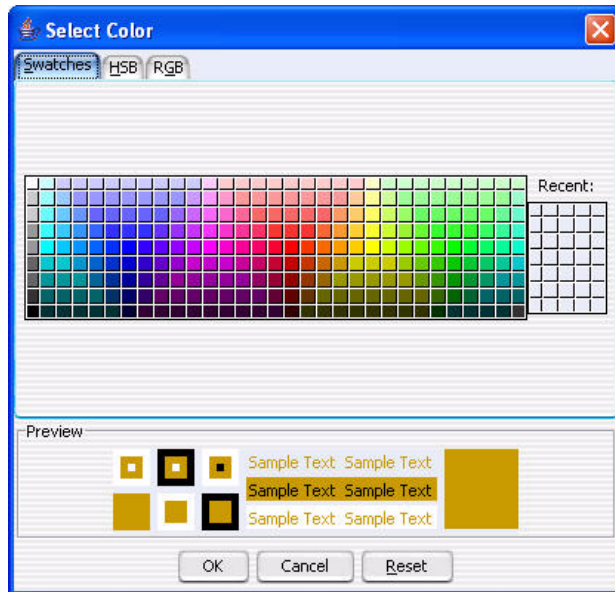 Select Color
Swatches HSB RGB
Recent:
Preview
Sample Text Sample Text
Sample Text Sample Text
Sample Text Sample Text
OK Cancel Reset